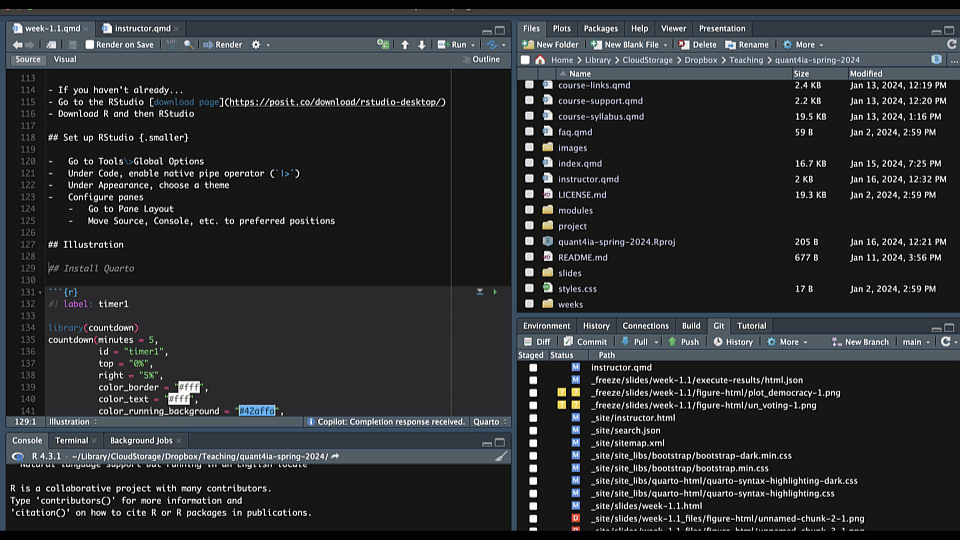 week-1.1.qmd
instructor.qmd
Render on Save
Render
Run
Source
Visual
Outline
113
114 - If you haven't already...
115 - Go to the RStudio [download page](https://posit.co/download/rstudio-desktop/)
116 - Download R and then RStudio
117
118 ## Set up RStudio {.smaller}
119
120 - Go to Tools\>Global Options
121 - Under Code, enable native pipe operator (`|>`)
122 - Under Appearance, choose a theme
123 - Configure panes
124 - Go to Pane Layout
125 - Move Source, Console, etc. to preferred positions
126
127 ## Illustration
128
129 ## Install Quarto
130
131 ```{r}
132 #| label: timer1
133
134 library(countdown)
135 countdown(minutes = 5,
136 id = "timer1",
137 top = "0%",
138 right = "5%",
139 color_border = "#fff",
140 color_text = "#fff",
141 color_running_background = "#42affa",
129:1 Illustration
Copilot: Completion response received. Quarto
Console Terminal Background Jobs
R 4.3.1 · ~/Library/CloudStorage/Dropbox/Teaching/quant4ia-spring-2024/
Natural language support but running in an English locale
R is a collaborative project with many contributors.
Type 'contributors()' for more information and
'citation()' on how to cite R or R packages in publications.
Files Plots Packages Help Viewer Presentation
New Folder New Blank File Delete Rename More
Home Library CloudStorage Dropbox Teaching quant4ia-spring-2024
Name Size Modified
course-links.qmd 2.4 KB Jan 13, 2024, 12:19 PM
course-support.qmd 2.2 KB Jan 13, 2024, 12:20 PM
course-syllabus.qmd 19.5 KB Jan 13, 2024, 1:16 PM
faq.qmd 59 B Jan 2, 2024, 2:59 PM
images
index.qmd 16.7 KB Jan 15, 2024, 7:25 PM
instructor.qmd 2 KB Jan 16, 2024, 12:32 PM
LICENSE.md 19.3 KB Jan 2, 2024, 2:59 PM
modules
project
quant4ia-spring-2024.Rproj 205 B Jan 16, 2024, 12:21 PM
README.md 677 B Jan 11, 2024, 3:56 PM
slides
styles.css 17 B Jan 2, 2024, 2:59 PM
weeks
Environment History Connections Build Git Tutorial
Diff Commit Pull Push History More New Branch main
Staged Status Path
M instructor.qmd
M _freeze/slides/week-1.1/execute-results/html.json
_freeze/slides/week-1.1/figure-html/plot_democracy-1.png
_freeze/slides/week-1.1/figure-html/un_voting-1.png
M _site/instructor.html
M _site/search.json
M _site/sitemap.xml
M _site/site_libs/bootstrap/bootstrap-dark.min.css
M _site/site_libs/bootstrap/bootstrap.min.css
M _site/site_libs/quarto-html/quarto-syntax-highlighting-dark.css
M _site/site_libs/quarto-html/quarto-syntax-highlighting.css
M _site/slides/week-1.1.html
D _site/slides/week-1.1_files/figure-html/unnamed-chunk-2-1.png